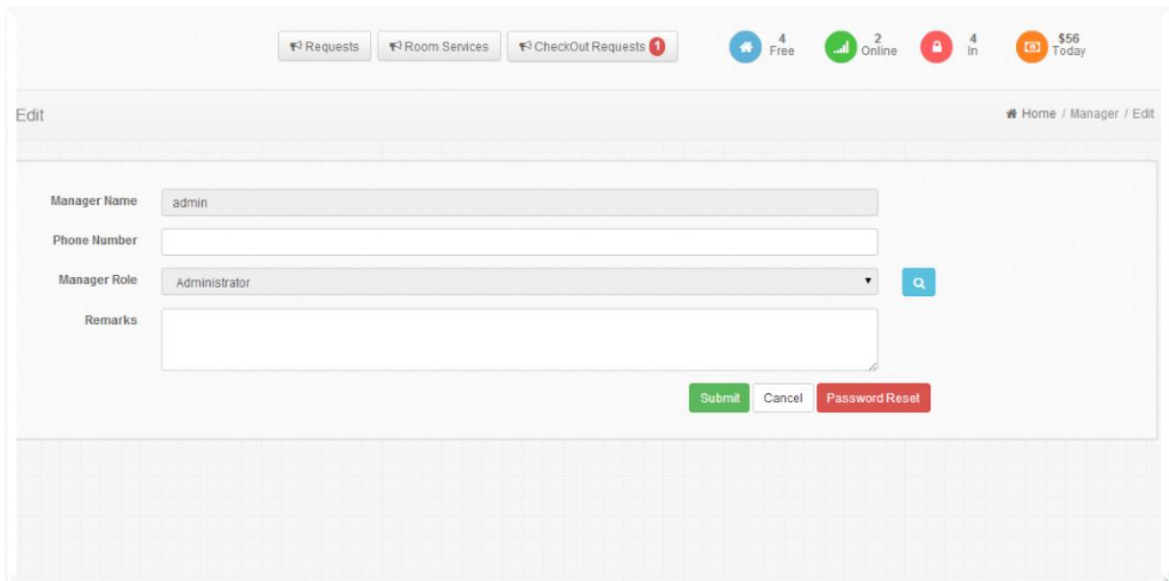 Requests Room Services CheckOut Requests 1 4 Free 2 Online 4 In $56 Today
Edit Home / Manager / Edit
Manager Name admin
Phone Number
Manager Role Administrator
Remarks
Submit Cancel Password Reset